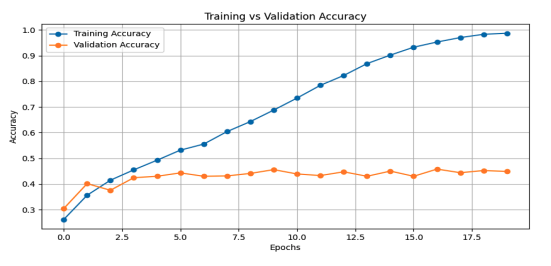 Training vs Validation Accuracy
Training Accuracy
Validation Accuracy
Accuracy
1.0
0.9
0.8
0.7
0.6
0.5
0.4
0.3
0.0 2.5 5.0 7.5 10.0 12.5 15.0 17.5
Epochs